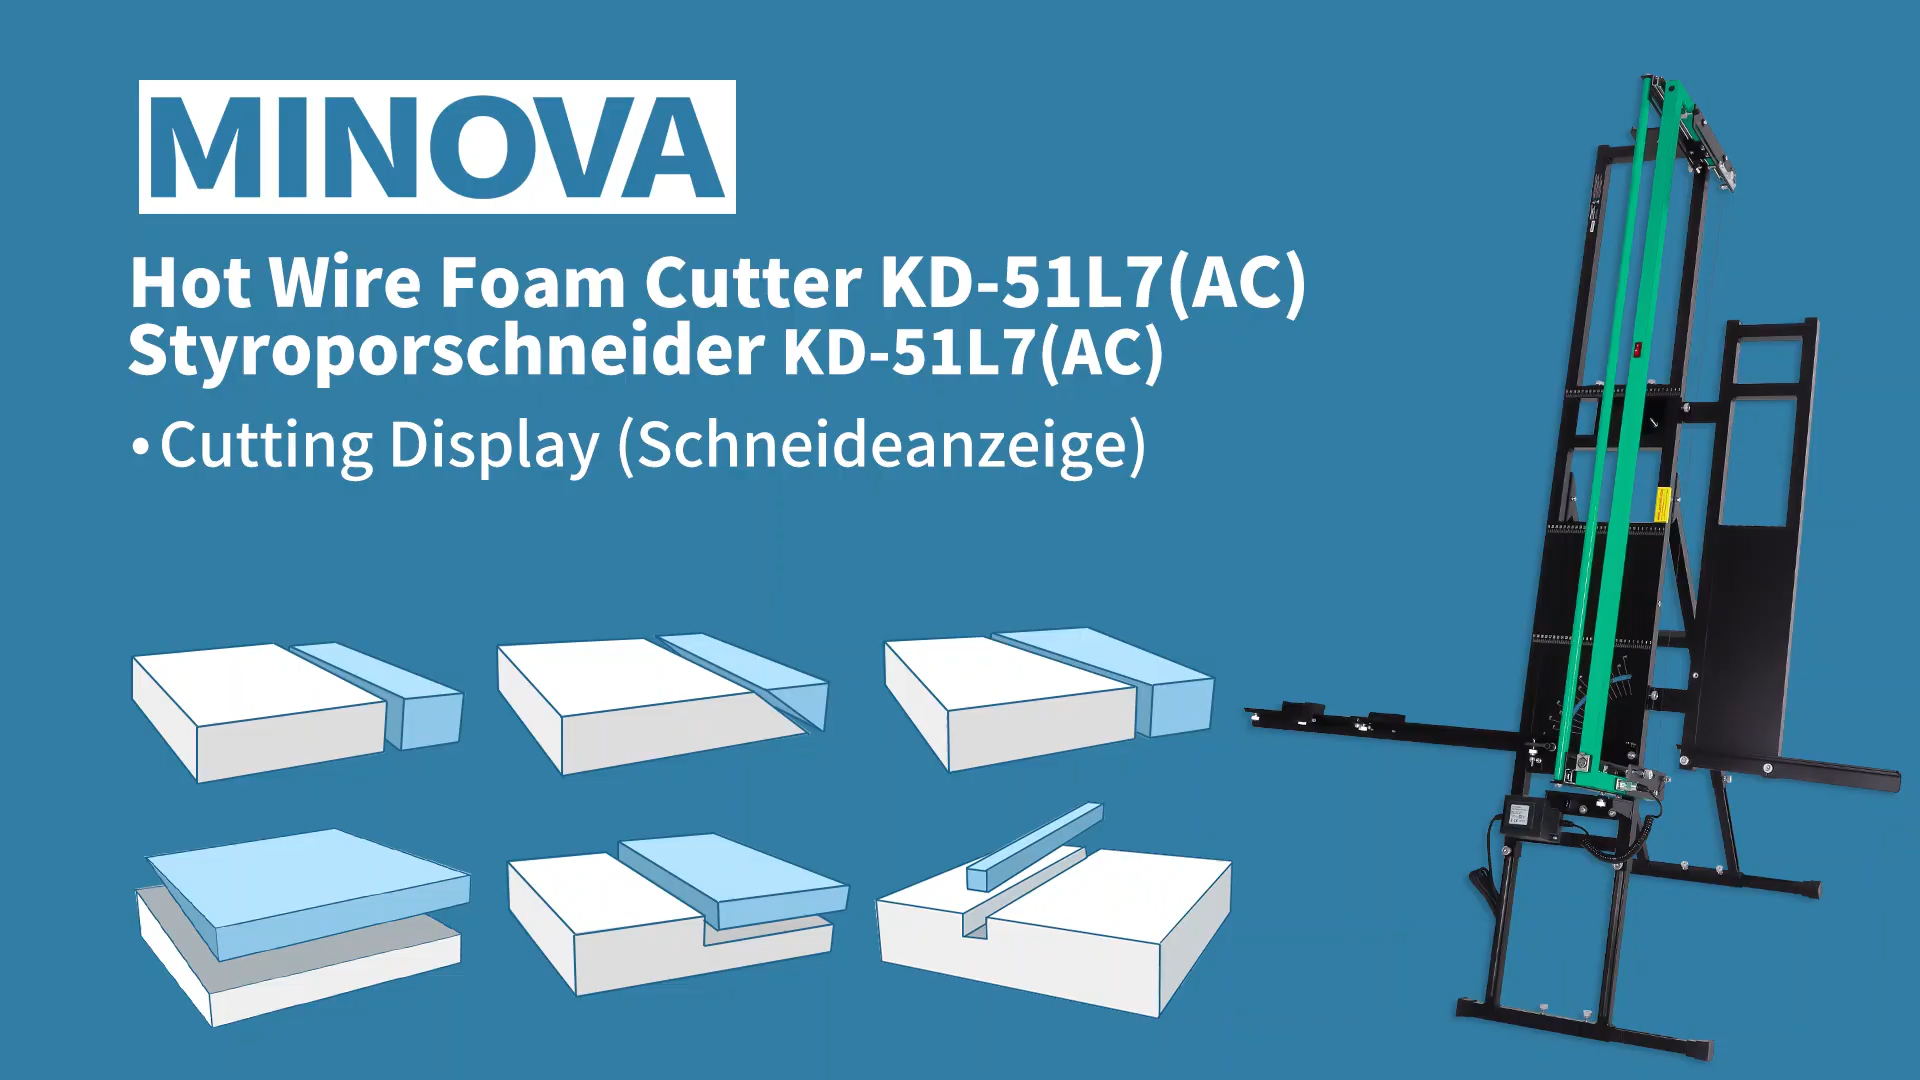 MINOVA
Hot Wire Foam Cutter KD-51L7(AC)
Styroporschneider KD-51L7(AC)
•Cutting Display (Schneideanzeige)